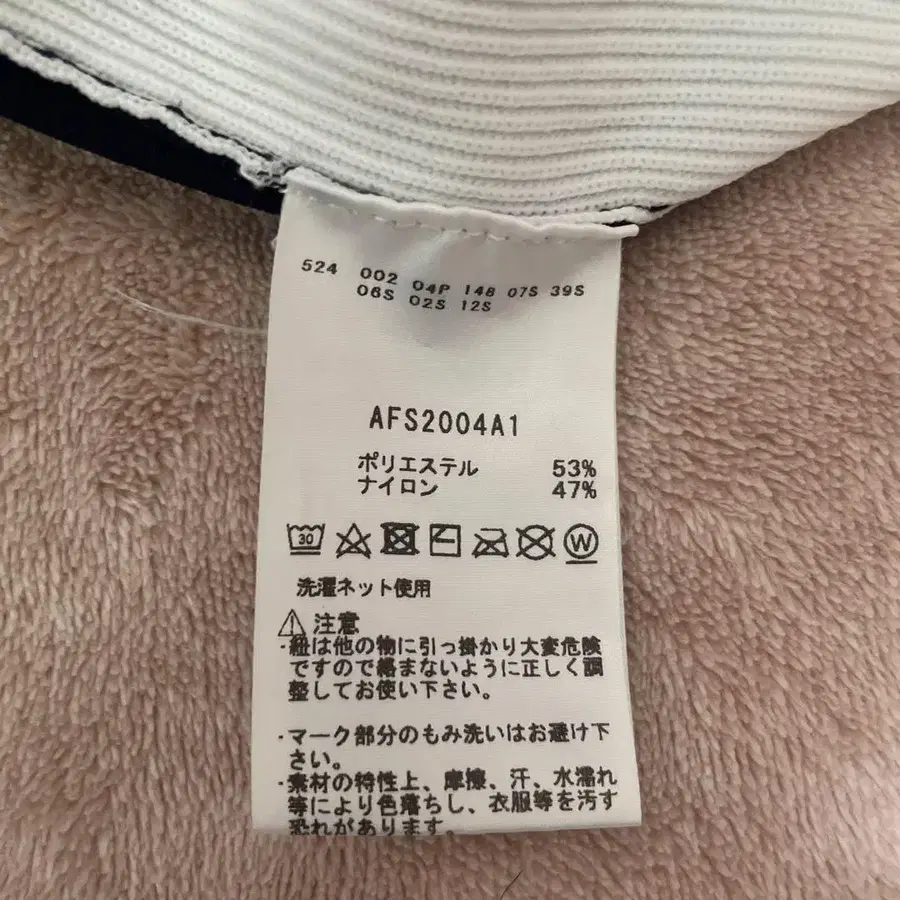 524 002 04P 148 07S 39S
06S 02S 12S
AFS2004A1
ポリエステル 53%
ナイロン 47%
30 W
洗濯ネット使用
⚠注意
・紐は他の物に引っ掛かり大変危険
ですので絡まないように正しく調
整してお使い下さい。
・マーク部分のもみ洗いはお避け下
さい。
・素材の特性上、摩擦、汗、水濡れ
等により色落ちし、衣服等を汚す
恐れがあります。